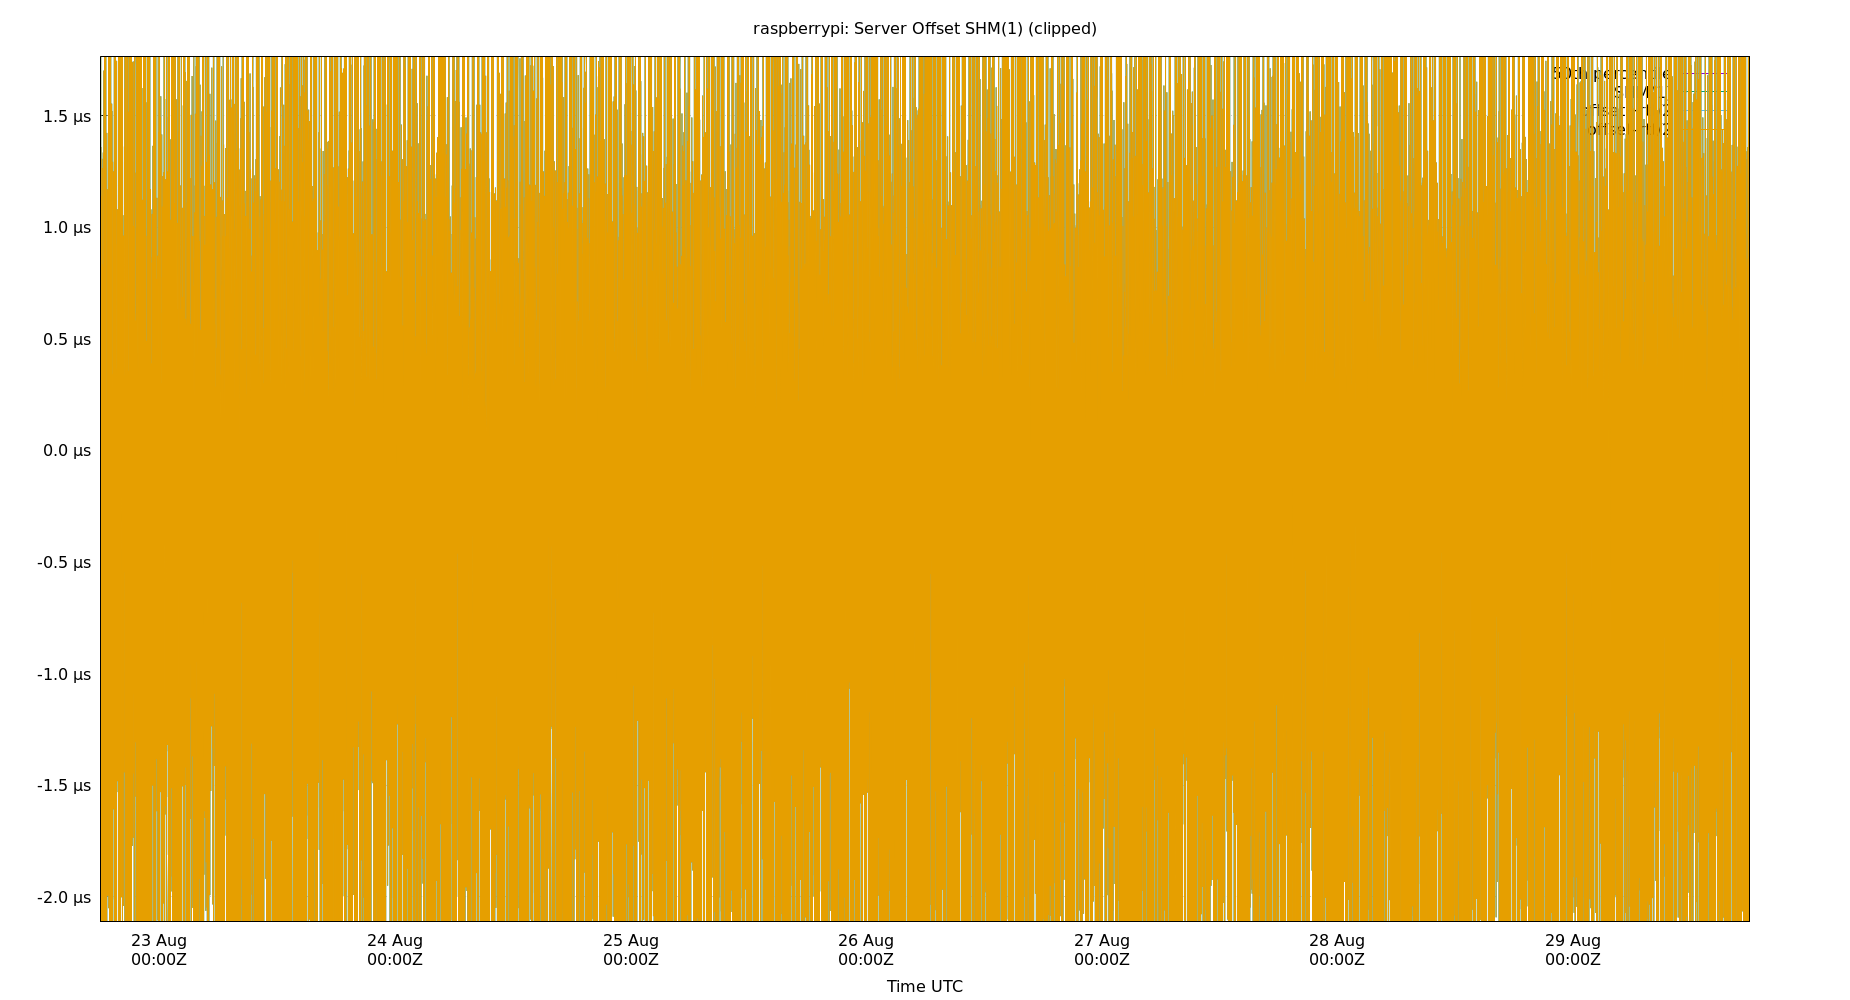 raspberrypi: Server Offset SHM(1) (clipped)
50th percentile
1.5 µs
1.0 µs
0.5 µs
0.0 µs
-0.5 µs
-1.0 µs
-1.5 µs
-2.0 µs
23 Aug 24 Aug 25 Aug 26 Aug 27 Aug 28 Aug 29 Aug
00:00Z 00:00Z 00:00Z 00:00Z 00:00Z 00:00Z 00:00Z
Time UTC